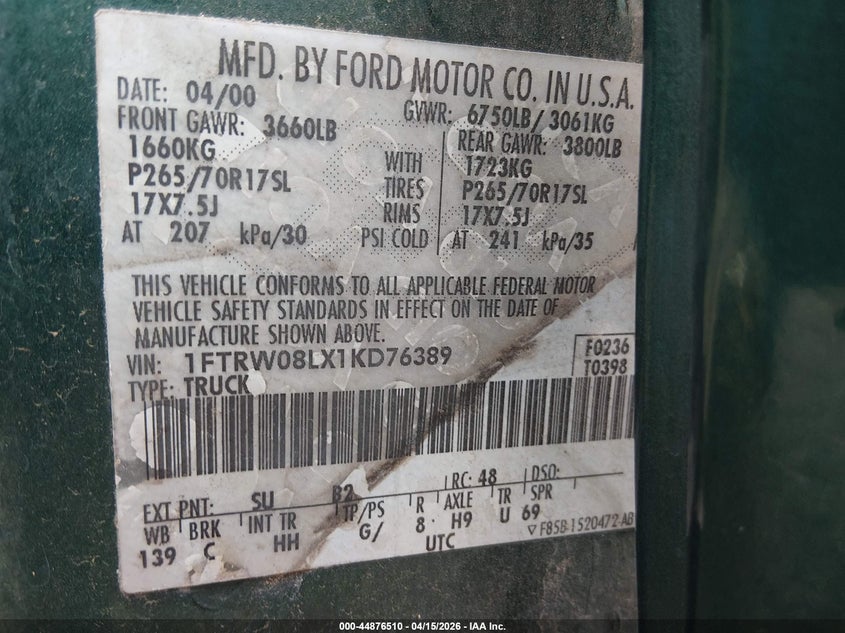 MFD. BY FORD MOTOR CO. IN U.S.A.
DATE: 04/00 GVWR: 6750LB/3061KG
FRONT GAWR: 3660LB REAR GAWR: 3800LB
1660KG WITH 1723KG
P265/70R17SL TIRES P265/70R17SL
17X7.5J RIMS 17X7.5J
AT 207 kPa/30 PSI COLD AT 241 kPa/35
THIS VEHICLE CONFORMS TO ALL APPLICABLE FEDERAL MOTOR
VEHICLE SAFETY STANDARDS IN EFFECT ON THE DATE OF
MANUFACTURE SHOWN ABOVE.
VIN: 1FTRW08LX1KD76389 F0236
TYPE: TRUCK T0398
EXT PNT: SU B2 RC: 48 DSO:
WB BRK INT TR TP/PS R AXLE TR SPR
139 C HH G/ 8 H9 U 69
UTC ▽F85B-1520472-AB
000-44876510 - 04/15/2026 - IAA Inc.